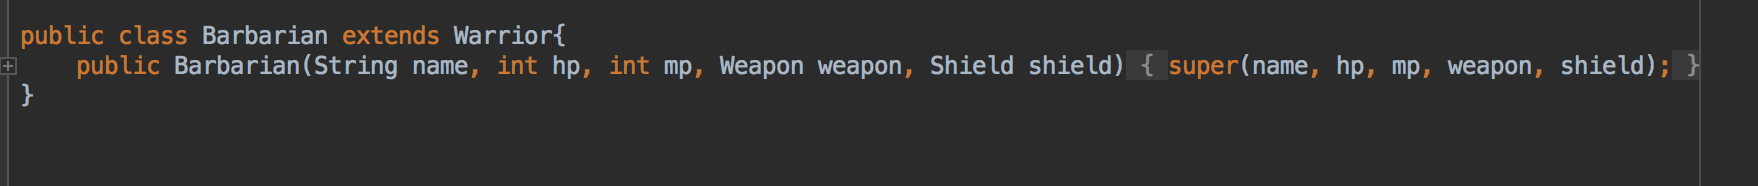 public class Barbarian extends Warrior{
    public Barbarian(String name, int hp, int mp, Weapon weapon, Shield shield) { super(name, hp, mp, weapon, shield); }
}